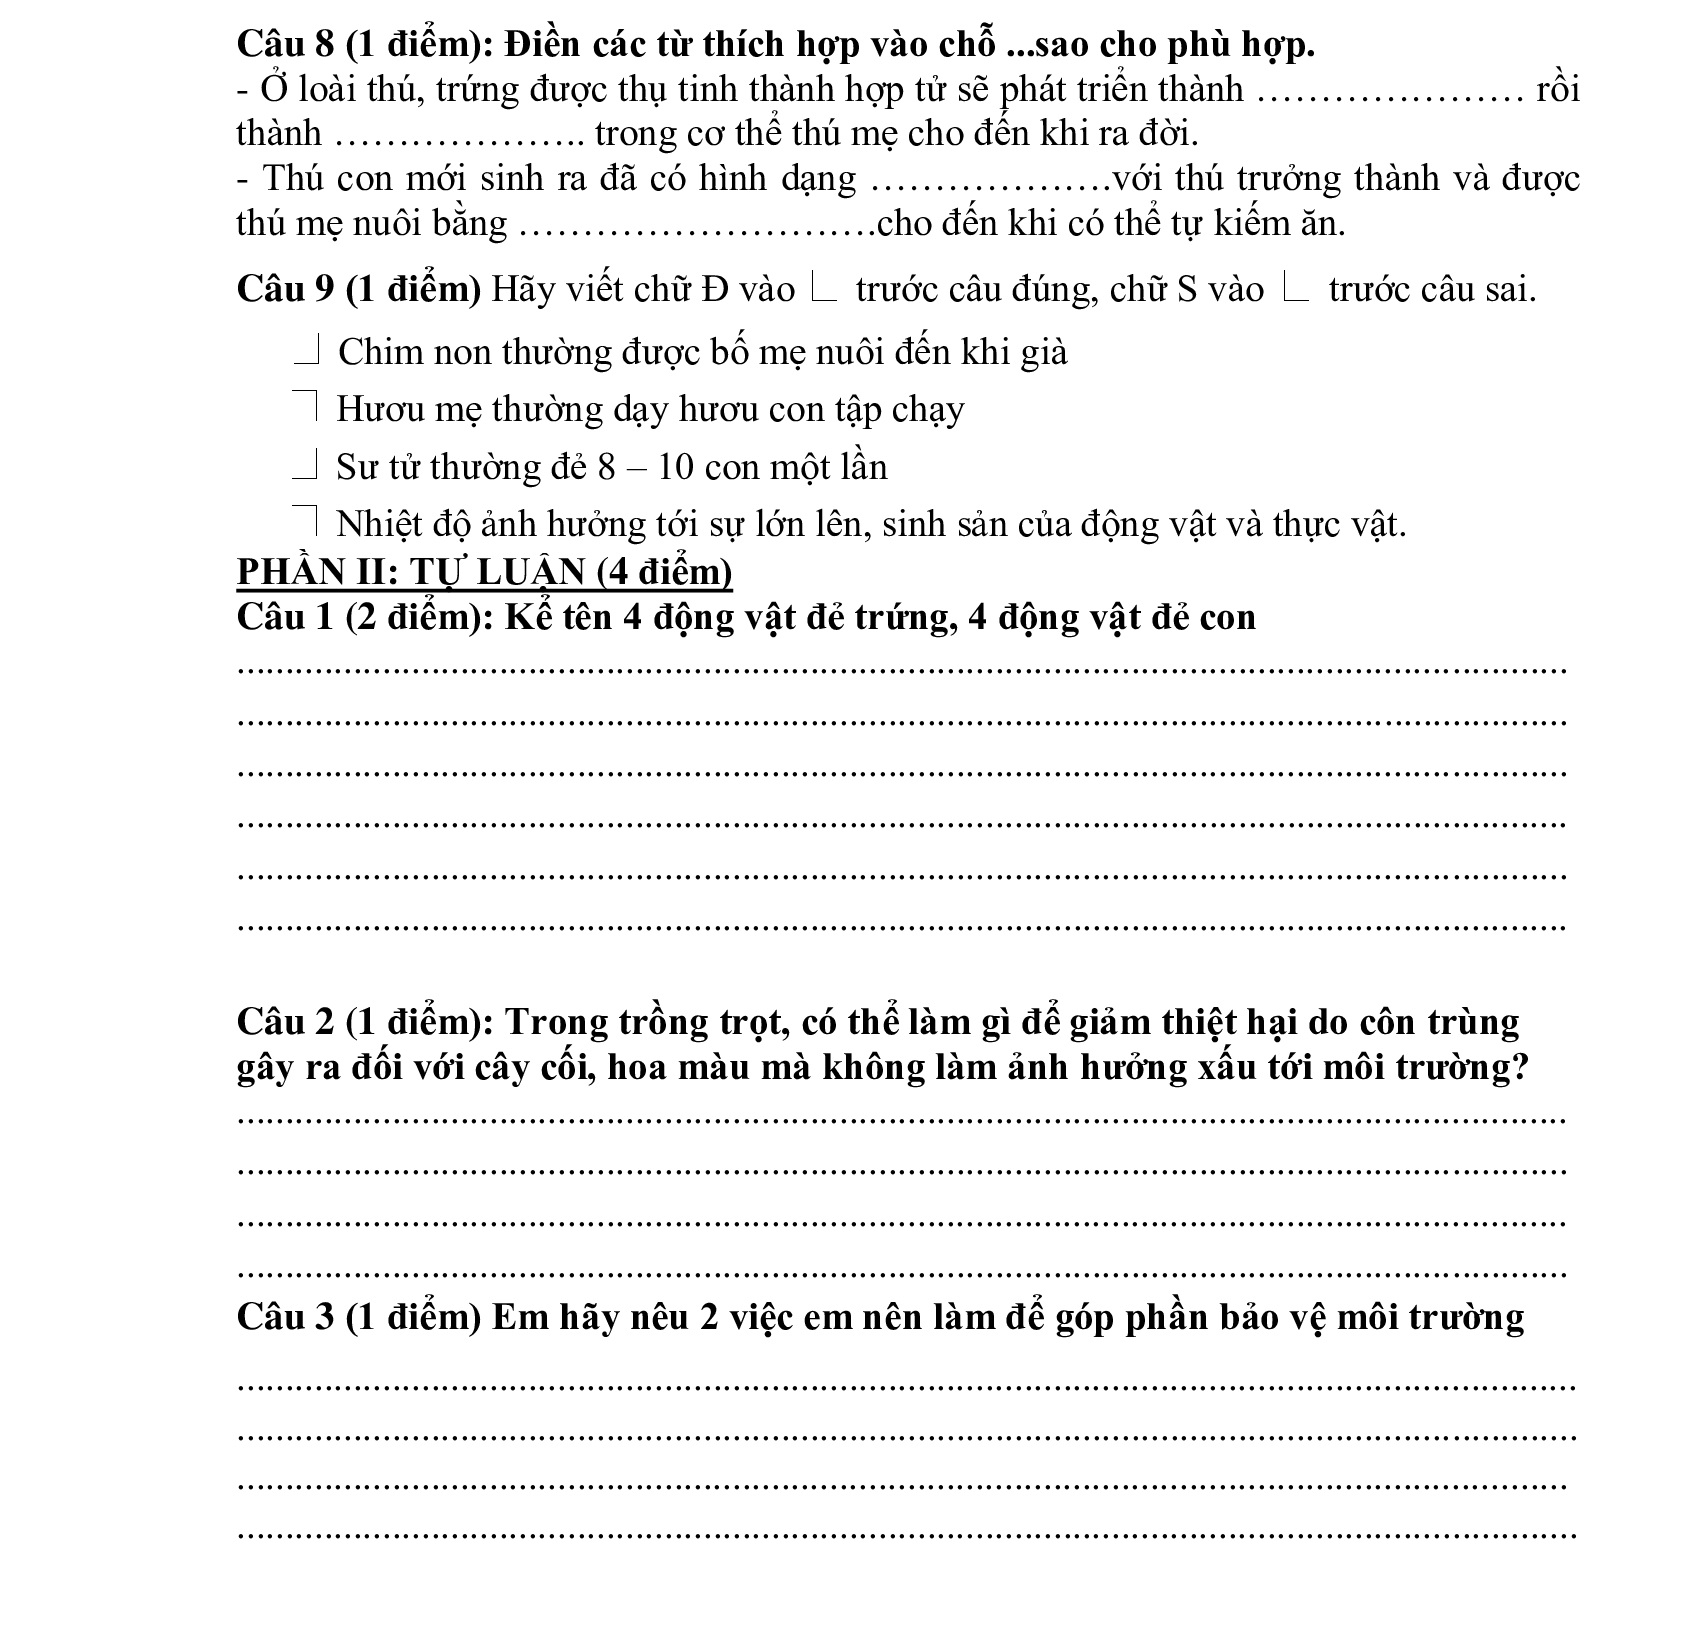 Câu 8 (1 điểm): Điền các từ thích hợp vào chỗ ...sao cho phù hợp.
- Ở loài thú, trứng được thụ tinh thành hợp tử sẽ phát triển thành ………………… rồi
thành ……………….. trong cơ thể thú mẹ cho đến khi ra đời.
- Thú con mới sinh ra đã có hình dạng ……………….với thú trưởng thành và được
thú mẹ nuôi bằng ……………………….cho đến khi có thể tự kiếm ăn.
Câu 9 (1 điểm) Hãy viết chữ Đ vào trước câu đúng, chữ S vào trước câu sai.
Chim non thường được bố mẹ nuôi đến khi già
Hươu mẹ thường dạy hươu con tập chạy
Sư tử thường đẻ 8 – 10 con một lần
Nhiệt độ ảnh hưởng tới sự lớn lên, sinh sản của động vật và thực vật.
PHẦN II: TỰ LUẬN (4 điểm)
Câu 1 (2 điểm): Kể tên 4 động vật đẻ trứng, 4 động vật đẻ con
Câu 2 (1 điểm): Trong trồng trọt, có thể làm gì để giảm thiệt hại do côn trùng
gây ra đối với cây cối, hoa màu mà không làm ảnh hưởng xấu tới môi trường?
Câu 3 (1 điểm) Em hãy nêu 2 việc em nên làm để góp phần bảo vệ môi trường